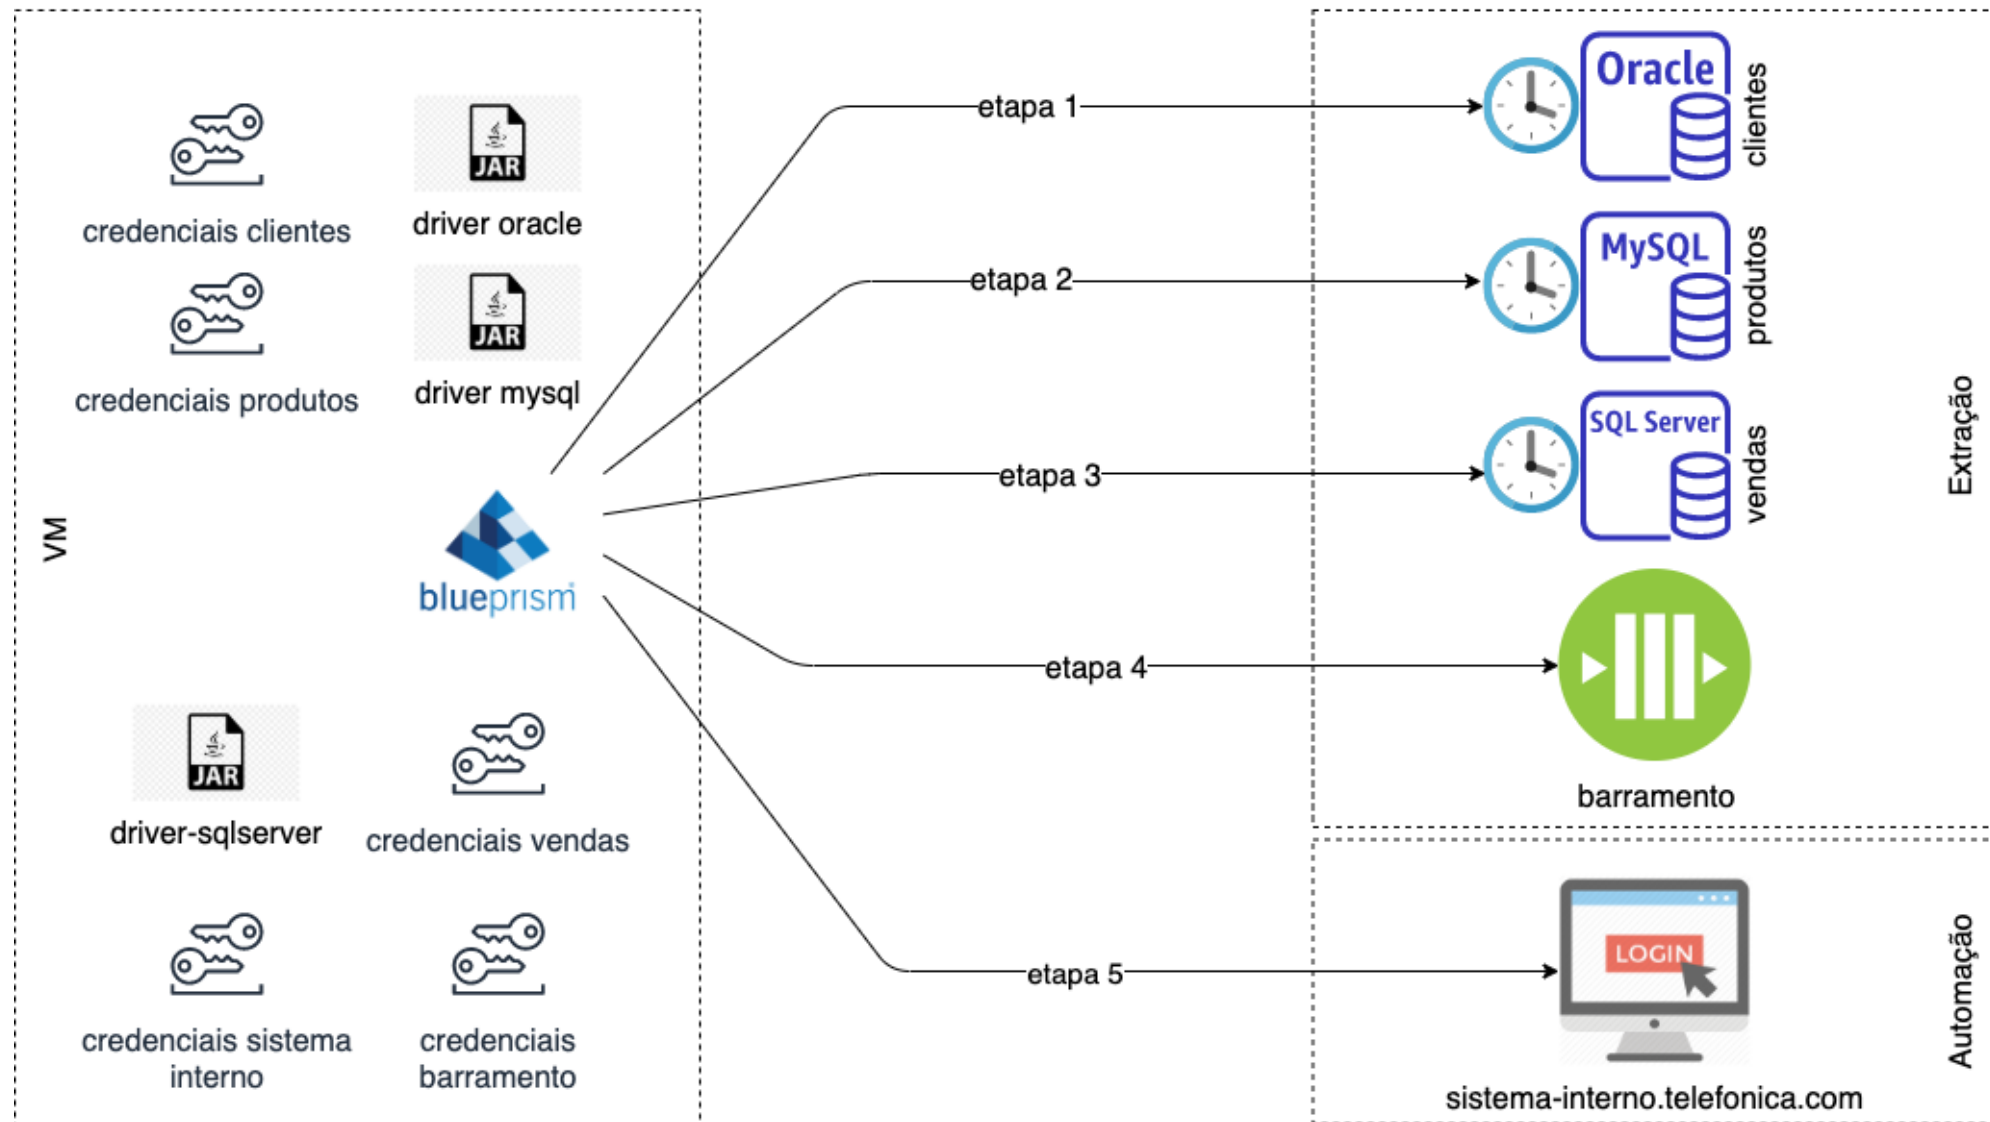 VM
credenciais clientes
JAR
driver oracle
credenciais produtos
JAR
driver mysql
blueprism
JAR
driver-sqlserver
credenciais vendas
credenciais sistema
interno
credenciais
barramento
etapa 1
etapa 2
etapa 3
etapa 4
etapa 5
Oracle
clientes
MySQL
produtos
SQL Server
vendas
Extração
barramento
LOGIN
Automação
sistema-interno.telefonica.com